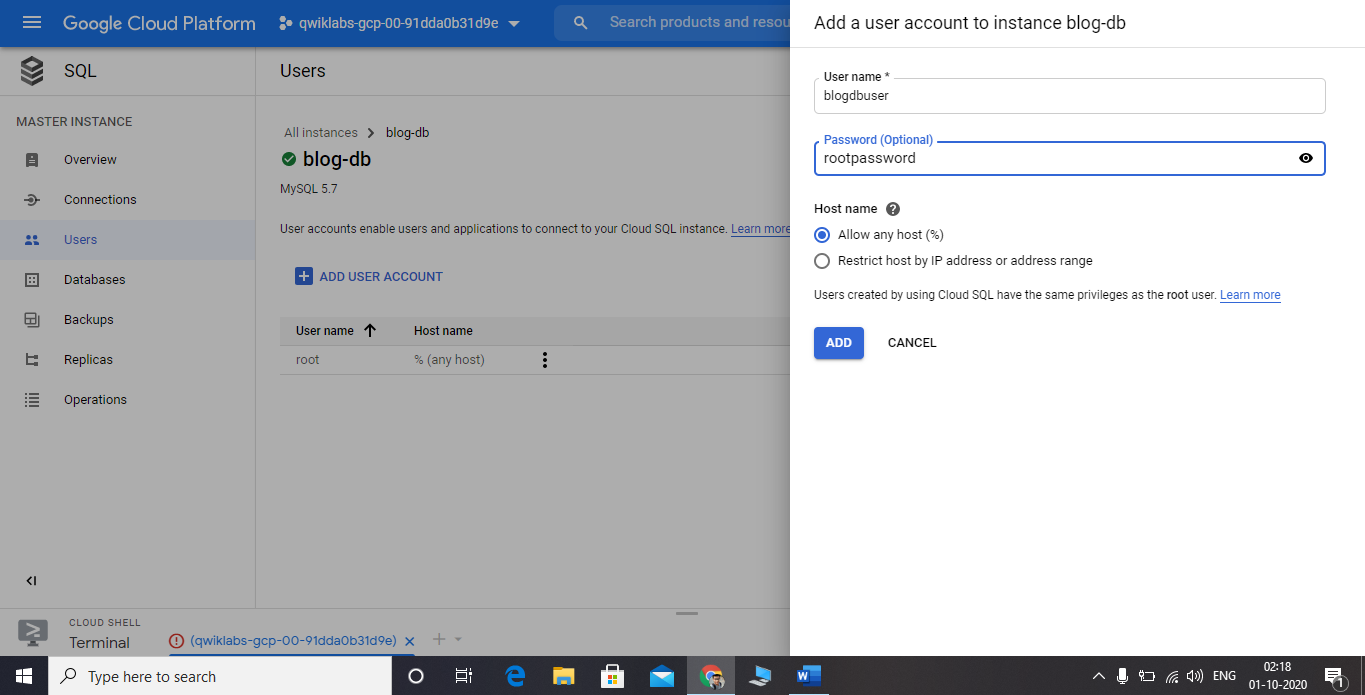 Google Cloud Platform
qwiklabs-gcp-00-91dda0b31d9e
Search products and resou
SQL
MASTER INSTANCE
Overview
Connections
Users
Databases
Backups
Replicas
Operations
Users
All instances
blog-db
blog-db
MySQL 5.7
User accounts enable users and applications to connect to your Cloud SQL instance. Learn more
ADD USER ACCOUNT
User name Host name
root % (any host)
Add a user account to instance blog-db
User name *
blogdbuser
Password (Optional)
rootpassword
Host name
Allow any host (%)
Restrict host by IP address or address range
Users created by using Cloud SQL have the same privileges as the root user. Learn more
ADD CANCEL
CLOUD SHELL
Terminal
(qwiklabs-gcp-00-91dda0b31d9e)
Type here to search
ENG
02:18
01-10-2020
1